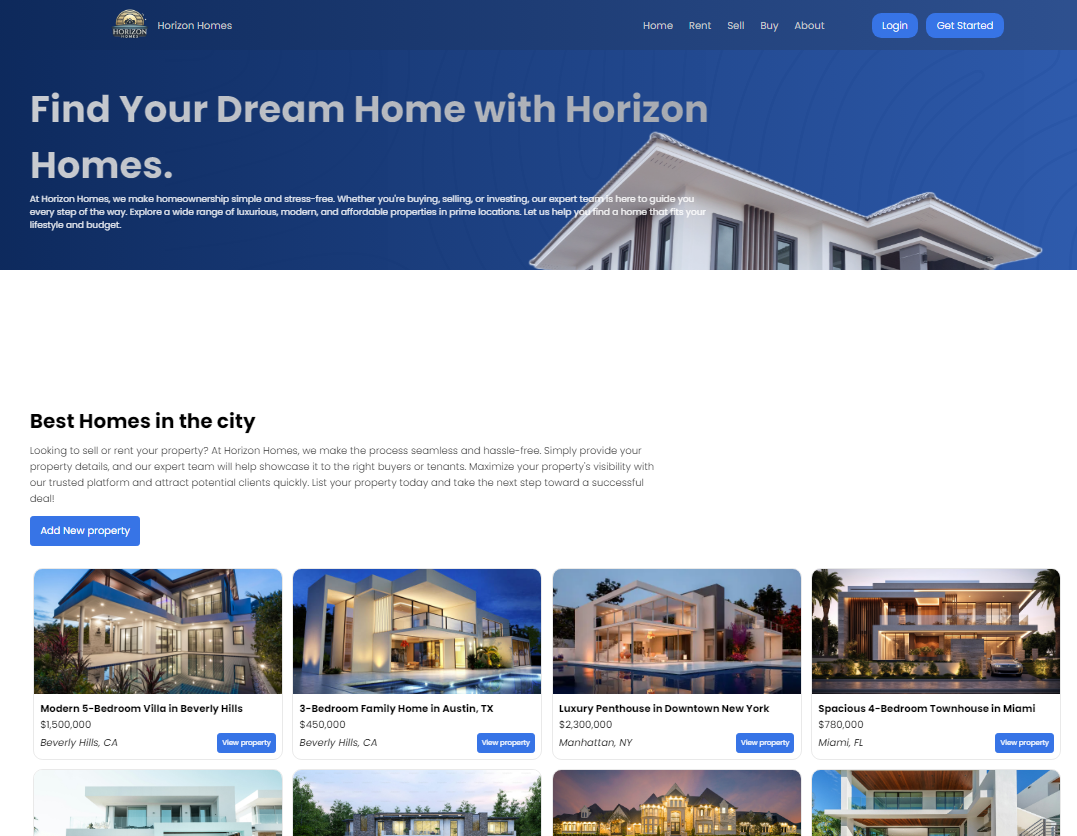 HORIZON
HOMES
Horizon Homes
Home Rent Sell Buy About
Login Get Started
Find Your Dream Home with Horizon
Homes.
At Horizon Homes, we make homeownership simple and stress-free. Whether you're buying, selling, or investing, our expert team is here to guide you
every step of the way. Explore a wide range of luxurious, modern, and affordable properties in prime locations. Let us help you find a home that fits your
lifestyle and budget.
Best Homes in the city
Looking to sell or rent your property? At Horizon Homes, we make the process seamless and hassle-free. Simply provide your
property details, and our expert team will help showcase it to the right buyers or tenants. Maximize your property's visibility with
our trusted platform and attract potential clients quickly. List your property today and take the next step toward a successful
deal!
Add New property
Modern 5-Bedroom Villa in Beverly Hills
$1,500,000
Beverly Hills, CA
View property
3-Bedroom Family Home in Austin, TX
$450,000
Beverly Hills, CA
View property
Luxury Penthouse in Downtown New York
$2,300,000
Manhattan, NY
View property
Spacious 4-Bedroom Townhouse in Miami
$780,000
Miami, FL
View property